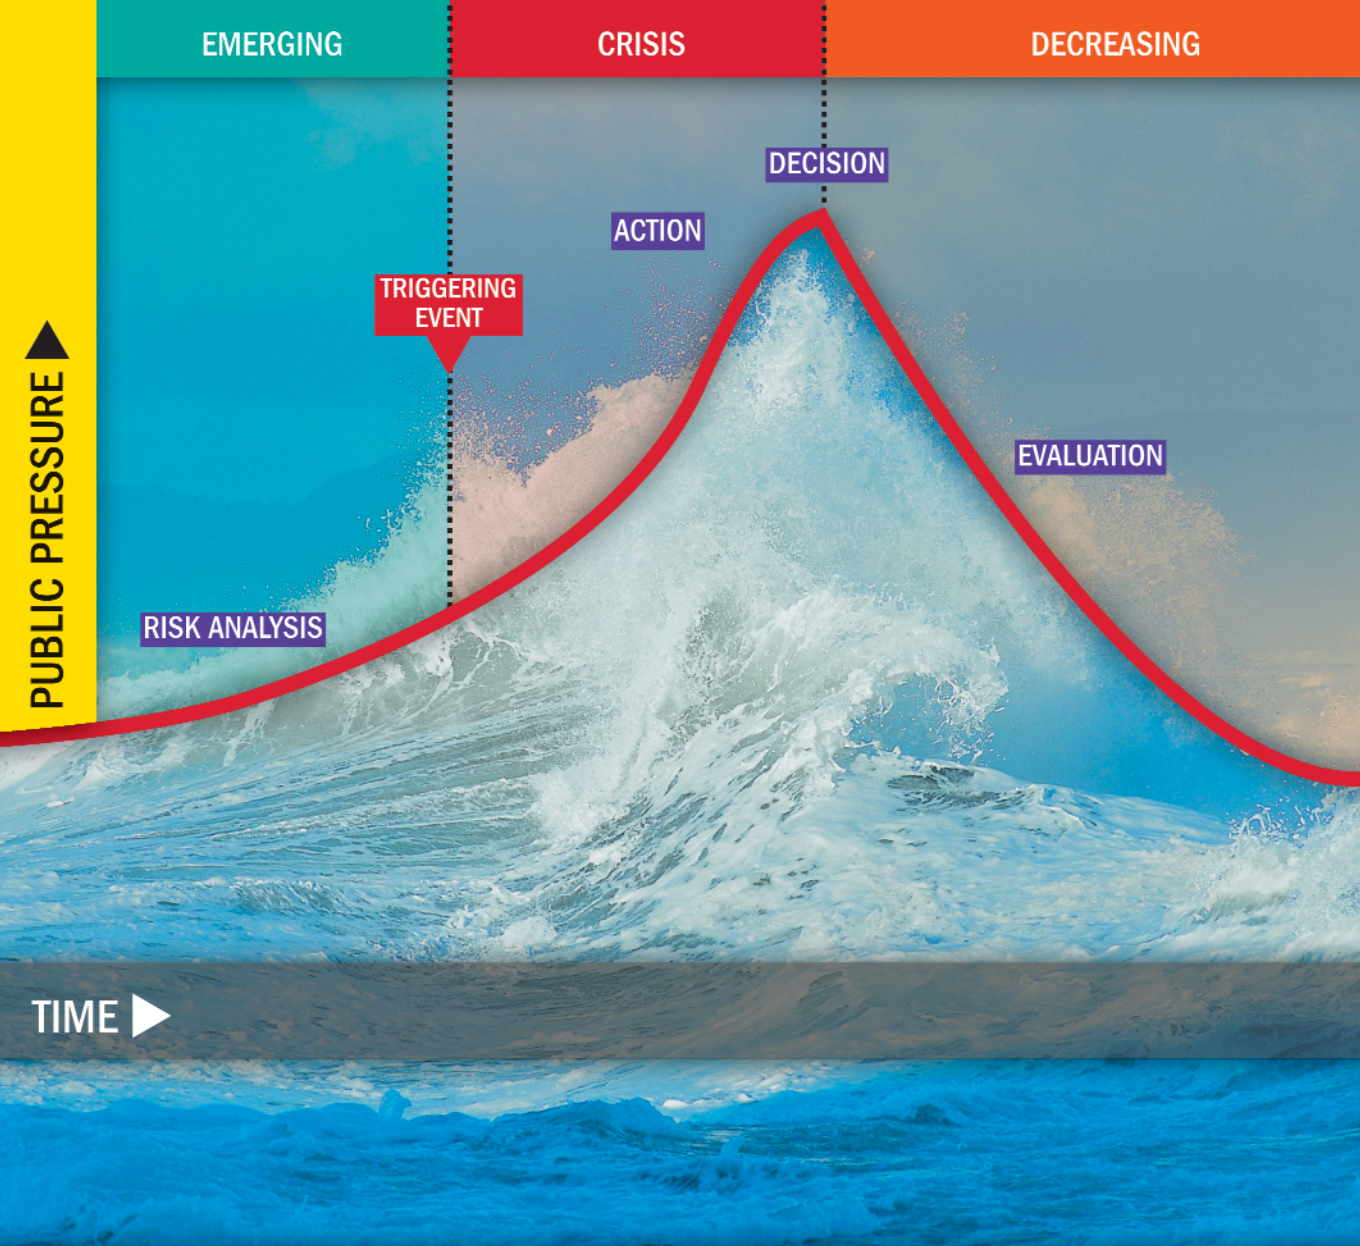 EMERGING
CRISIS
DECREASING
DECISION
ACTION
TRIGGERING
EVENT
PUBLIC PRESSURE
EVALUATION
RISK ANALYSIS
TIME